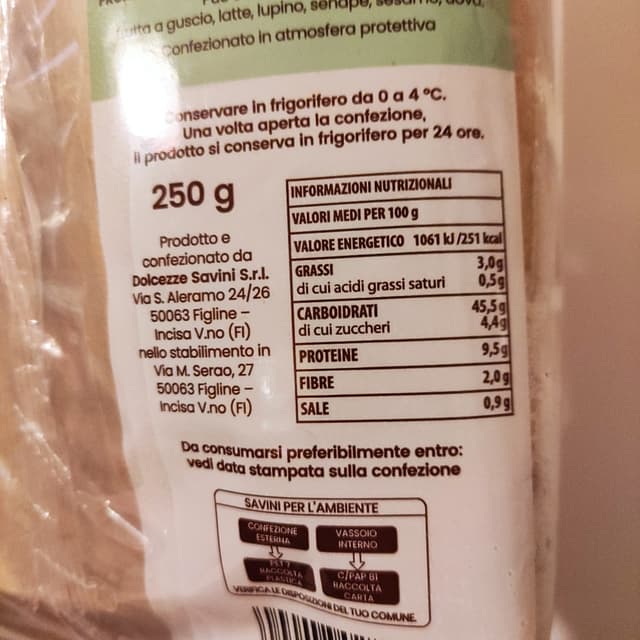 frutta a guscio, latte, lupino, senape, sesamo, uova.
Confezionato in atmosfera protettiva
Conservare in frigorifero da 0 a 4 °C.
Una volta aperta la confezione,
il prodotto si conserva in frigorifero per 24 ore.
250 g
Prodotto e
confezionato da
Dolcezze Savini S.r.l.
Via S. Aleramo 24/26
50063 Figline –
Incisa V.no (FI)
nello stabilimento in
Via M. Serao, 27
50063 Figline –
Incisa V.no (FI)
INFORMAZIONI NUTRIZIONALI
VALORI MEDI PER 100 g
VALORE ENERGETICO 1061 kJ /251 kcal
GRASSI 3,0g
di cui acidi grassi saturi 0,5g
CARBOIDRATI 45,5g
di cui zuccheri 4,4g
PROTEINE 9,5g
FIBRE 2,0g
SALE 0,9g
Da consumarsi preferibilmente entro:
vedi data stampata sulla confezione
SAVINI PER L'AMBIENTE
CONFEZIONE
ESTERNA
VASSOIO
INTERNO
PET 7
RACCOLTA
PLASTICA
C/PAP 81
RACCOLTA
CARTA
VERIFICA LE DISPOSIZIONI DEL TUO COMUNE